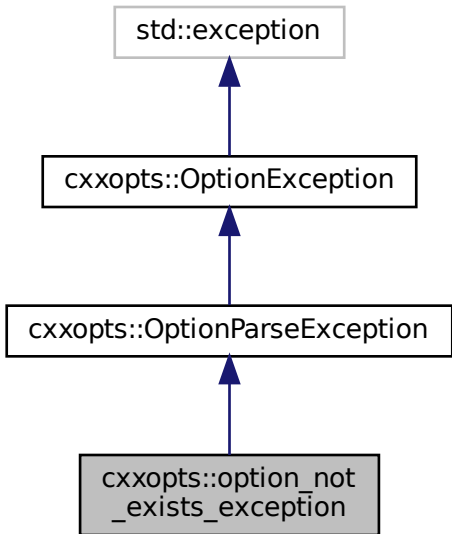 std::exception
cxxopts::OptionException
cxxopts::OptionParseException
cxxopts::option_not
_exists_exception